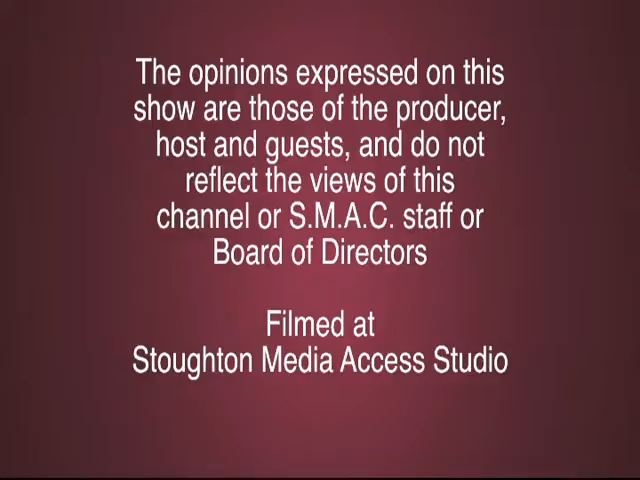 The opinions expressed on this
show are those of the producer,
host and guests, and do not
reflect the views of this
channel or S.M.A.C. staff or
Board of Directors
Filmed at
Stoughton Media Access Studio